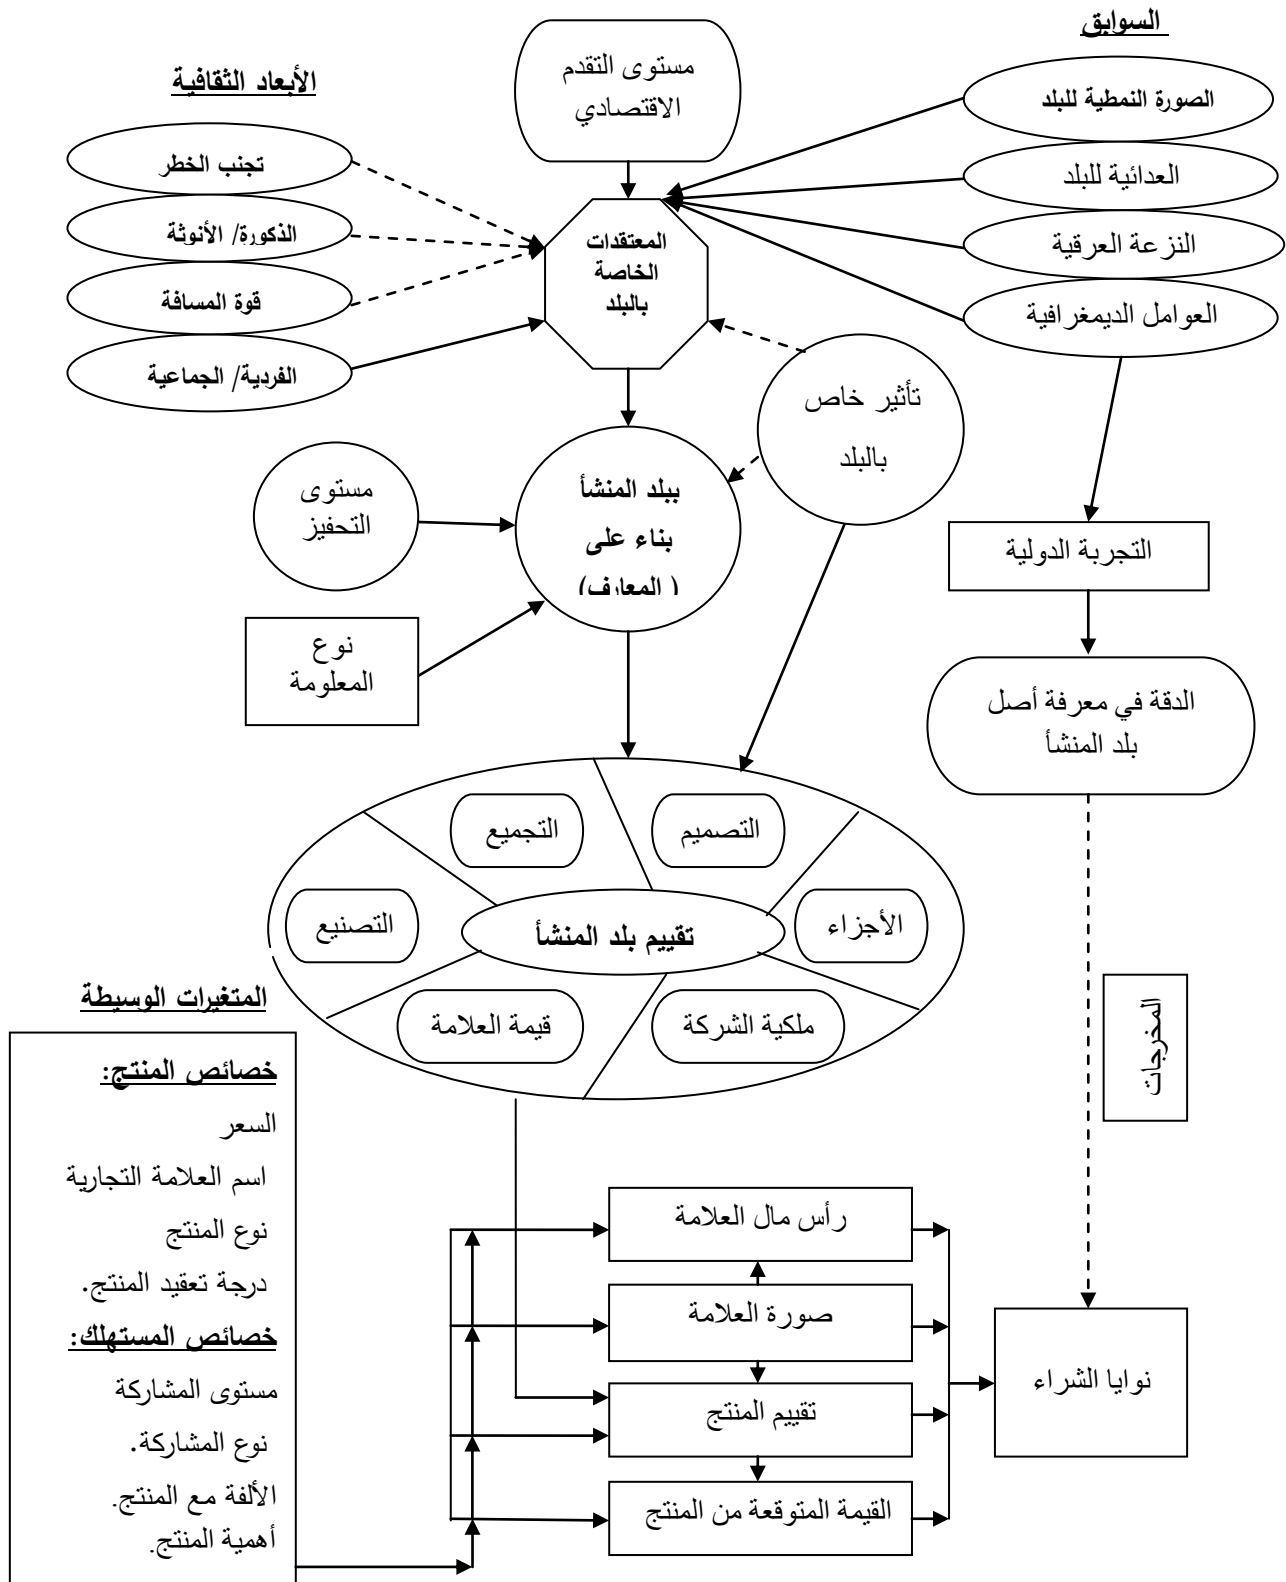 السوابق
مستوى التقدم
الاقتصادي
الأبعاد الثقافية
الصورة النمطية للبلد
العدائية للبلد
النزعة العرقية
العوامل الديمغرافية
تجنب الخطر
الذكورة/ الأنوثة
قوة المسافة
الفردية/ الجماعية
المعتقدات
الخاصة
بالبلد
تأثير خاص
بالبلد
مستوى
التحفيز
ببلد المنشأ
بناء على
( المعارف)
نوع
المعلومة
التجربة الدولية
الدقة في معرفة أصل
بلد المنشأ
التصميم
التجميع
الأجزاء
التصنيع
تقييم بلد المنشأ
ملكية الشركة
قيمة العلامة
المخرجات
المتغيرات الوسيطة
خصائص المنتج:
السعر
اسم العلامة التجارية
نوع المنتج
درجة تعقيد المنتج.
خصائص المستهلك:
مستوى المشاركة
نوع المشاركة.
الألفة مع المنتج.
أهمية المنتج.
رأس مال العلامة
صورة العلامة
تقييم المنتج
القيمة المتوقعة من المنتج
نوايا الشراء